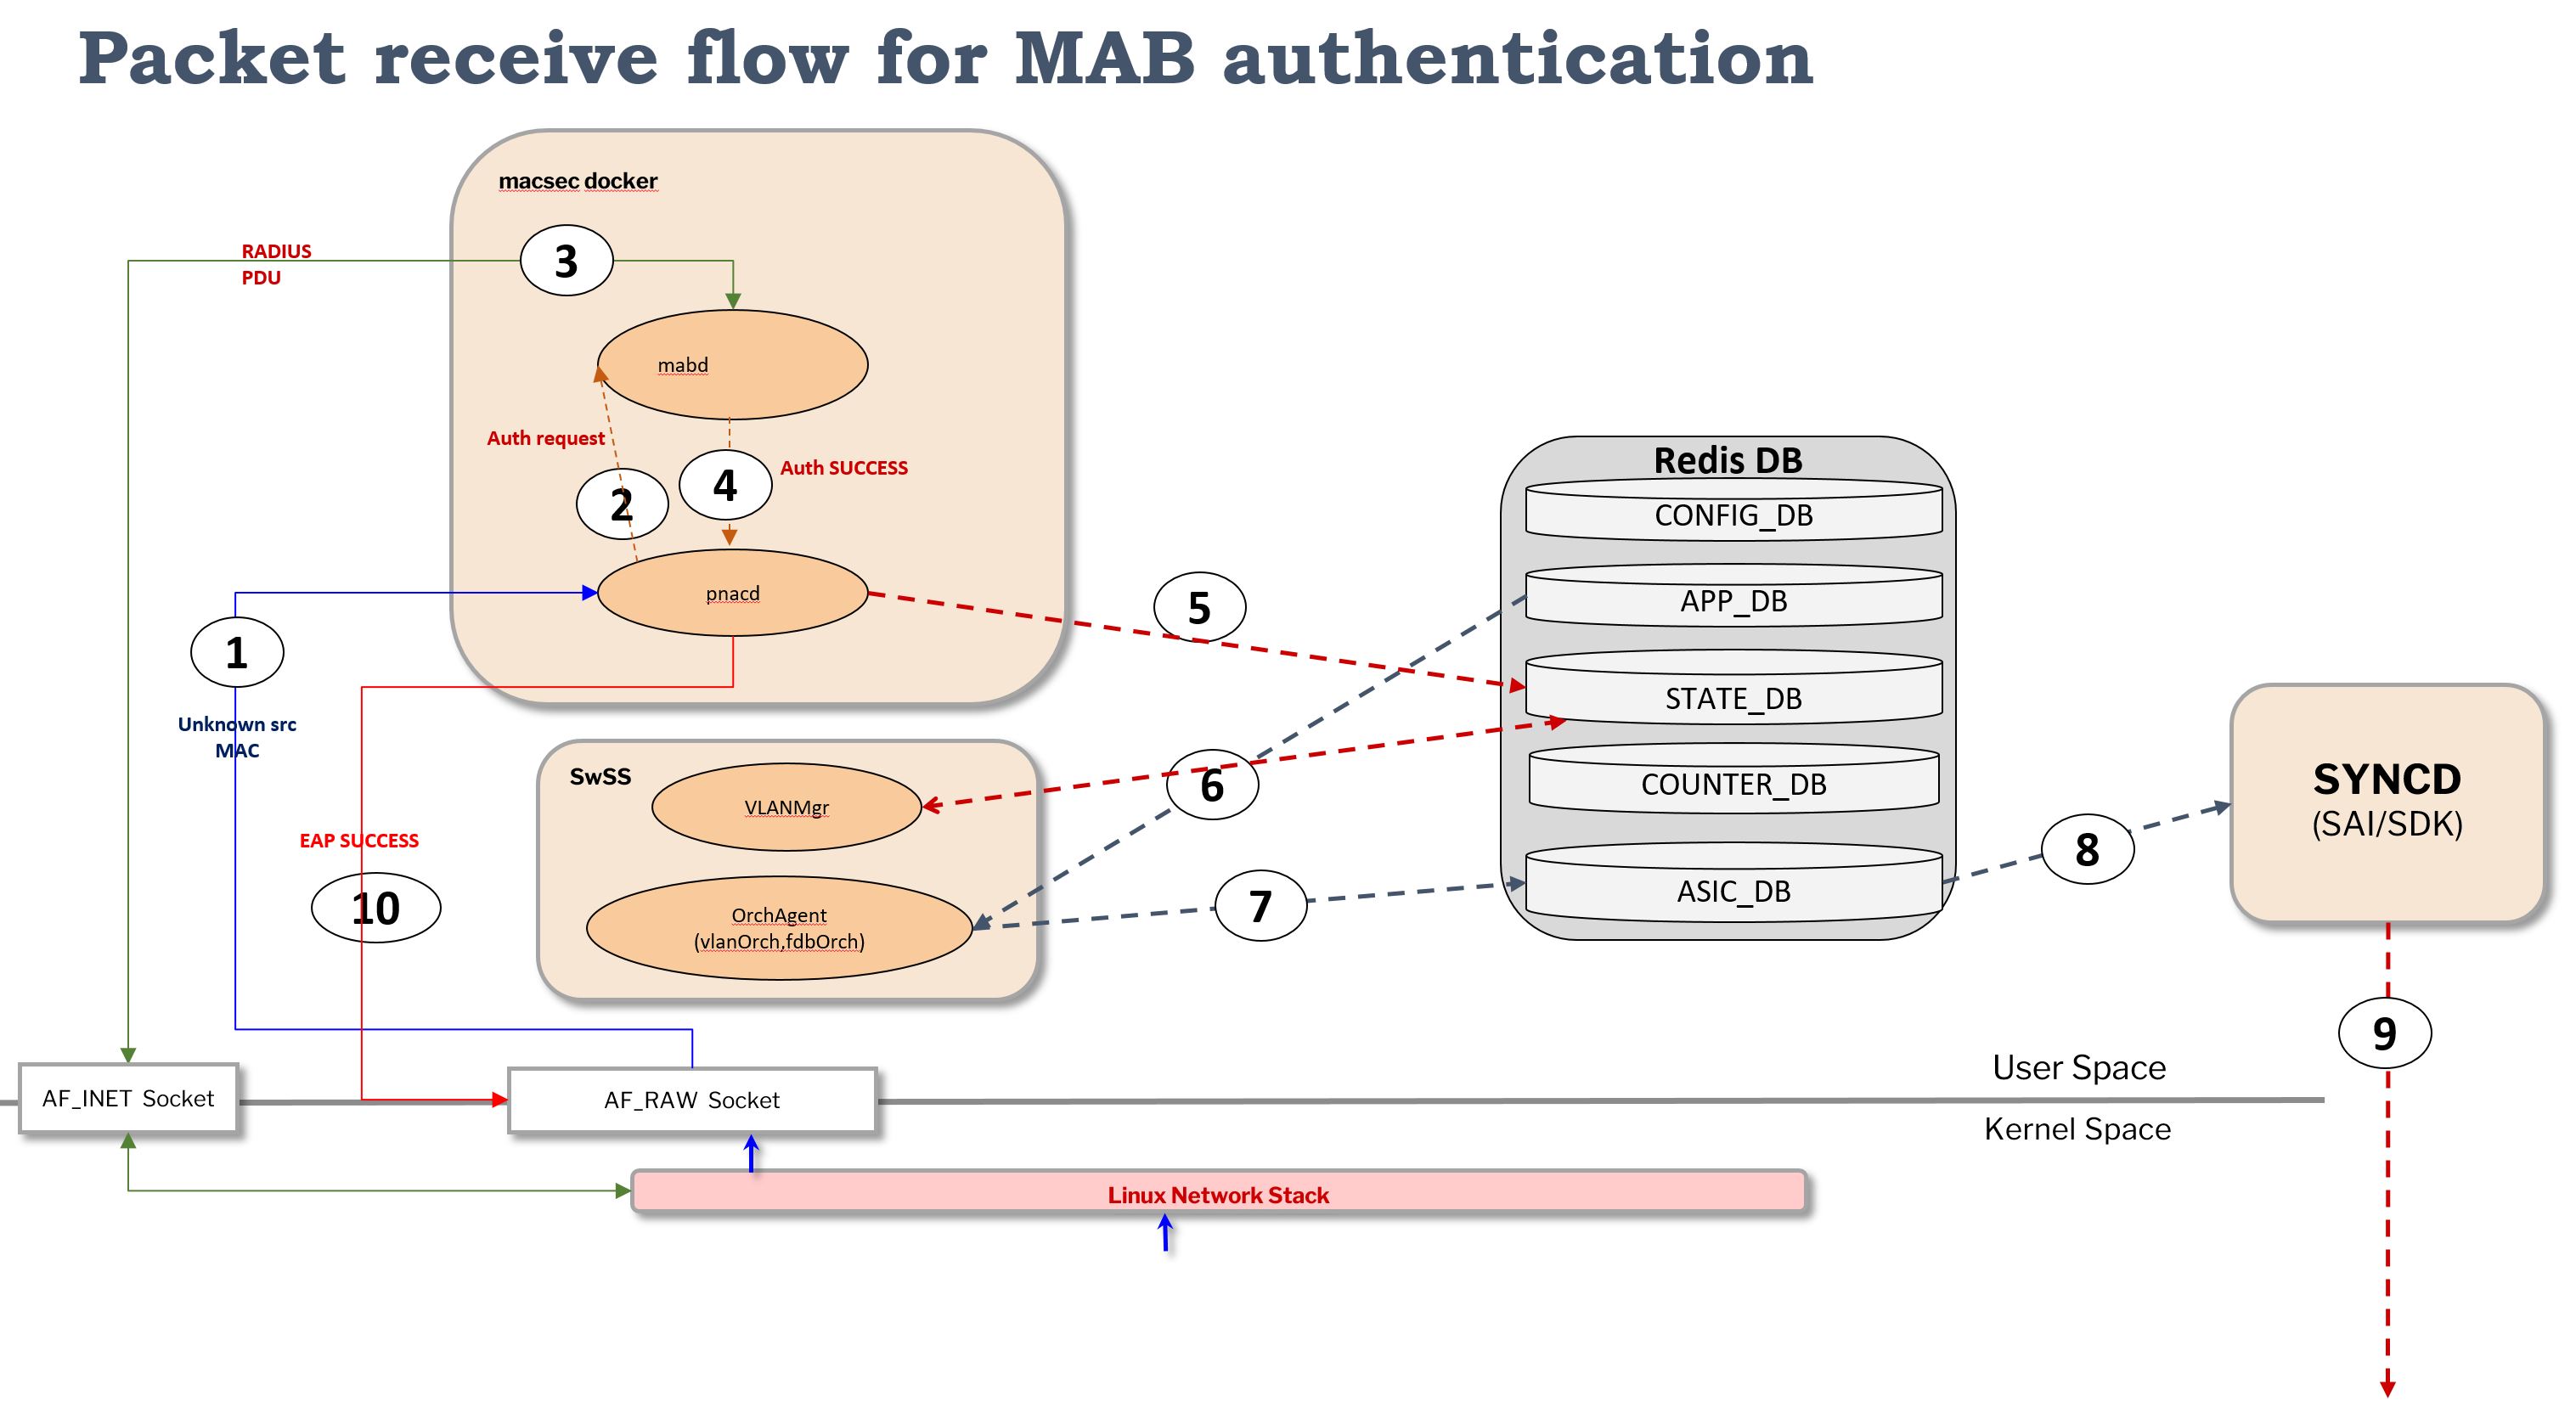 Packet receive flow for MAB authentication
macsec docker
3
RADIUS
PDU
mabd
Auth request
4
Auth SUCCESS
2
pnacd
1
Unknown src
MAC
EAP SUCCESS
10
SwSS
VLANMgr
OrchAgent
(vlanOrch,fdbOrch)
5
6
7
Redis DB
CONFIG_DB
APP_DB
STATE_DB
COUNTER_DB
ASIC_DB
8
SYNCD
(SAI/SDK)
9
User Space
Kernel Space
AF_INET Socket
AF_RAW Socket
Linux Network Stack